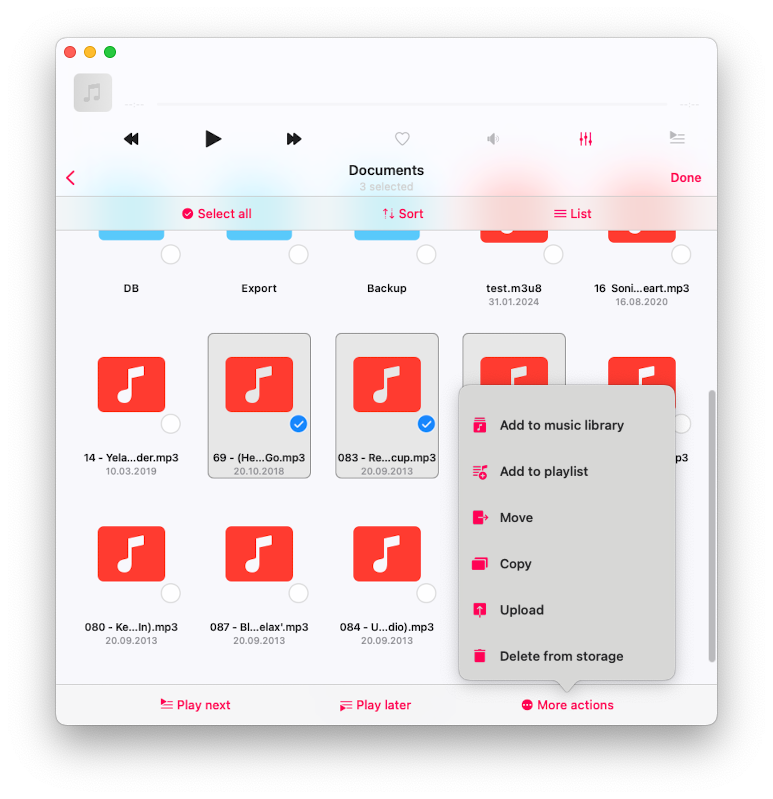 --:--
--:--
Documents
3 selected
Done
Select all
Sort
List
DB
Export
Backup
test.m3u8
31.01.2024
16 Soni...eart.mp3
16.08.2020
14 - Yela...der.mp3
10.03.2019
69 - (He...Go.mp3
20.10.2018
083 - Re...cup.mp3
20.09.2013
p3
080 - Ke...In).mp3
20.09.2013
087 - Bl...elax'.mp3
20.09.2013
084 - U...dio).mp3
20.09.2013
Add to music library
Add to playlist
Move
Copy
Upload
Delete from storage
Play next
Play later
More actions